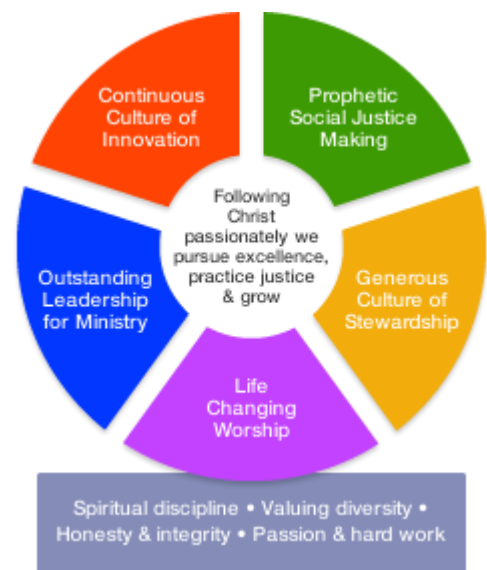 Continuous
Culture of
Innovation
Prophetic
Social Justice
Making
Following
Christ
passionately we
pursue excellence,
practice justice
& grow
Outstanding
Leadership
for Ministry
Generous
Culture of
Stewardship
Life
Changing
Worship
Spiritual discipline • Valuing diversity •
Honesty & integrity • Passion & hard work